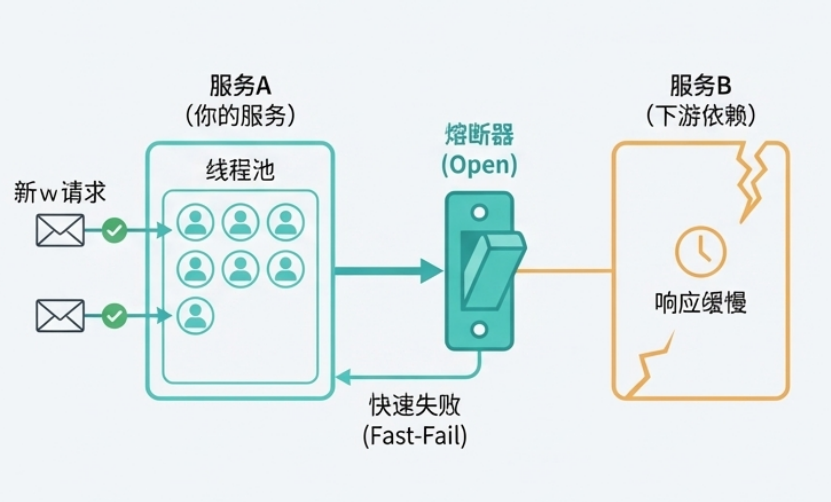 服务A
（你的服务）
线程池
新w请求
熔断器
(Open)
快速失败
(Fast-Fail)
服务B
（下游依赖）
响应缓慢